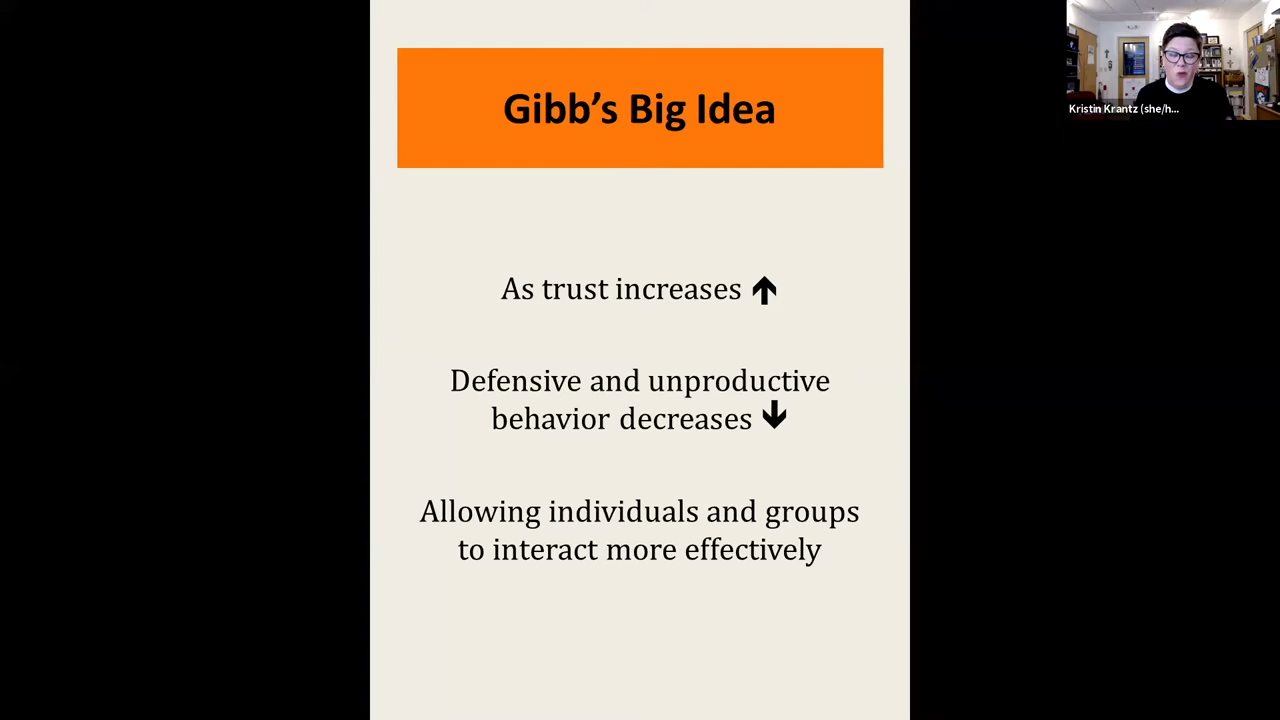 Gibb’s Big Idea
Kristin Krantz (she/h...
As trust increases 🡹
Defensive and unproductive
behavior decreases 🡻
Allowing individuals and groups
to interact more effectively